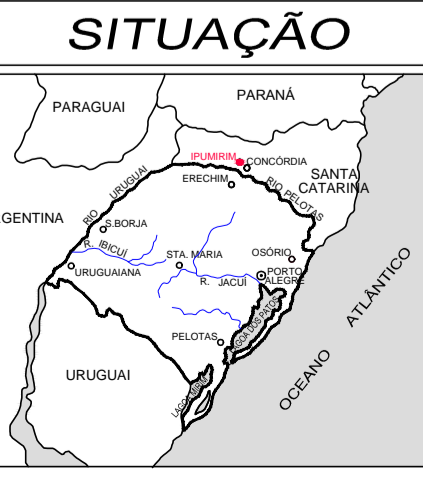 SITUAÇÃO
PARAGUAI
PARANÁ
IPUMIRIM
CONCÓRDIA
ERECHIM
SANTA
CATARINA
RIO URUGUAI
RIO PELOTAS
RGENTINA
S.BORJA
R. IBICUÍ
STA. MARIA
OSÓRIO
URUGUAIANA
R. JACUÍ
PORTO
ALEGRE
OCEANO ATLÂNTICO
PELOTAS
LAGOA DOS PATOS
URUGUAI
LAGOA MIRIM